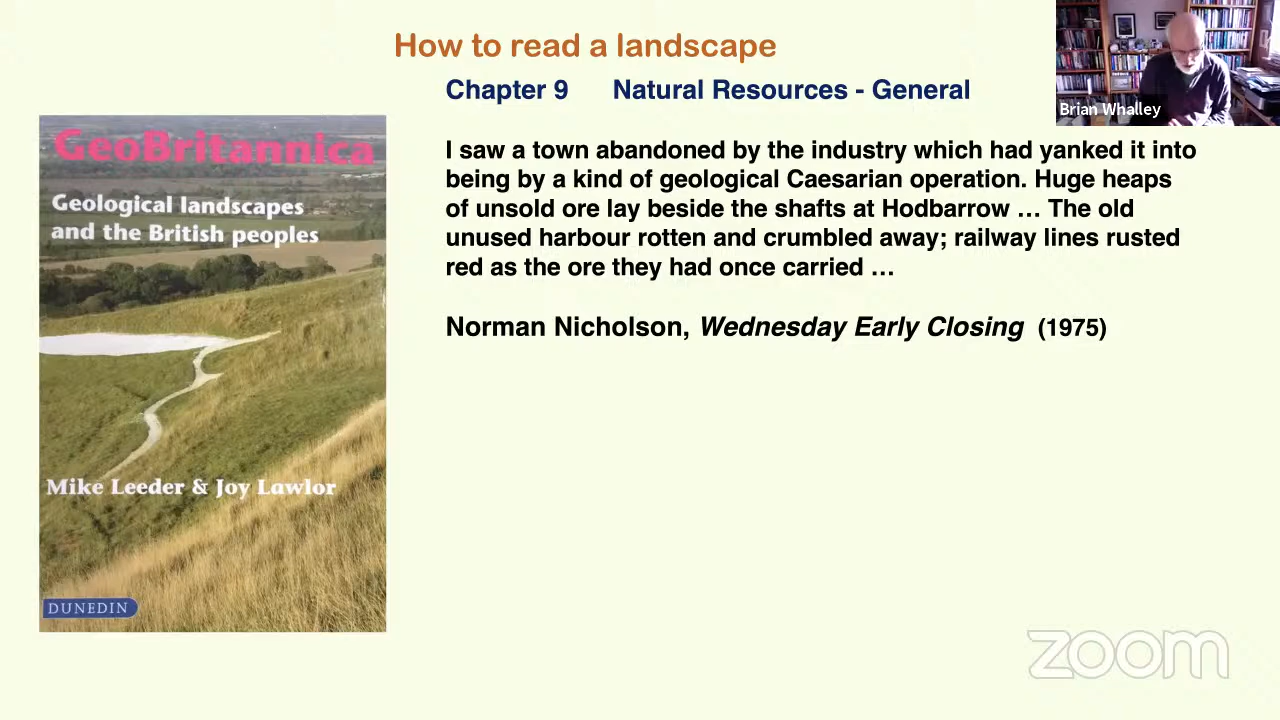 How to read a landscape
Chapter 9 Natural Resources - General
Brian Whalley
GeoBritannica
Geological landscapes
and the British peoples
Mike Leeder & Joy Lawlor
DUNEDIN
I saw a town abandoned by the industry which had yanked it into
being by a kind of geological Caesarian operation. Huge heaps
of unsold ore lay beside the shafts at Hodbarrow … The old
unused harbour rotten and crumbled away; railway lines rusted
red as the ore they had once carried …
Norman Nicholson, Wednesday Early Closing (1975)
zoom